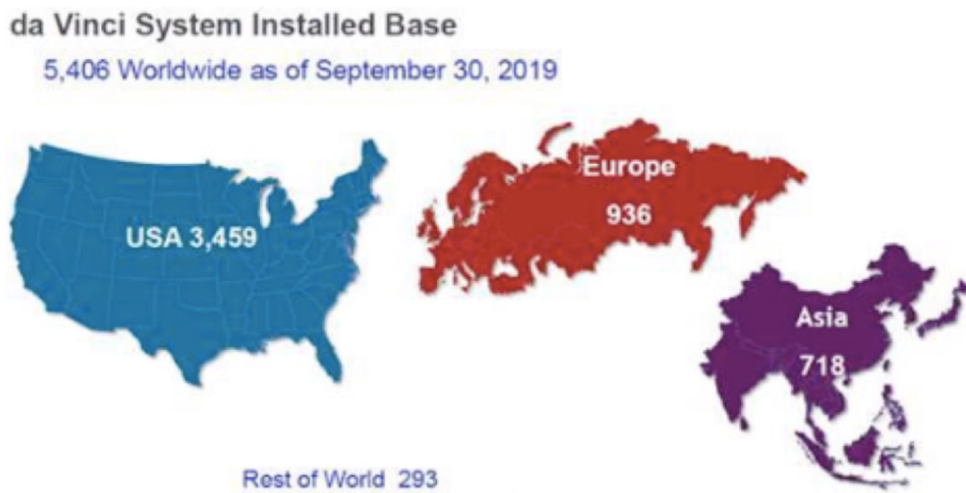 da Vinci System Installed Base
5,406 Worldwide as of September 30, 2019
USA 3,459
Europe
936
Asia
718
Rest of World 293